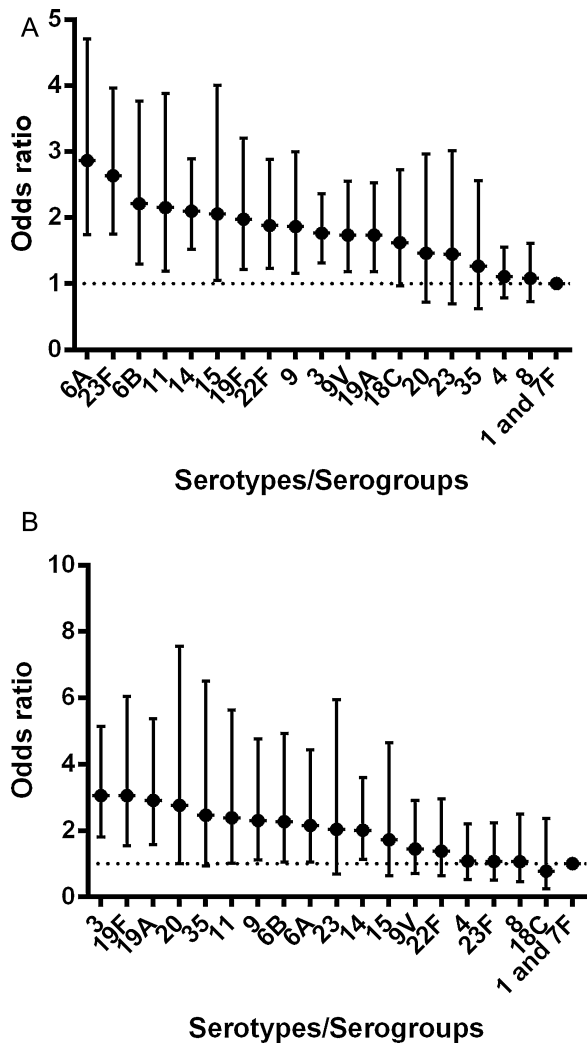 A
Odds ratio
5
4
3
2
1
0
6A 23F 6B 11 14 15 19F 22F 9 3 9V 19A 18C 20 23 35 4 8 1 and 7F
Serotypes/Serogroups
B
Odds ratio
10
8
6
4
2
0
3 19F 19A 20 35 11 9 6B 6A 23 14 15 9V 22F 4 23F 8 18C 1 and 7F
Serotypes/Serogroups